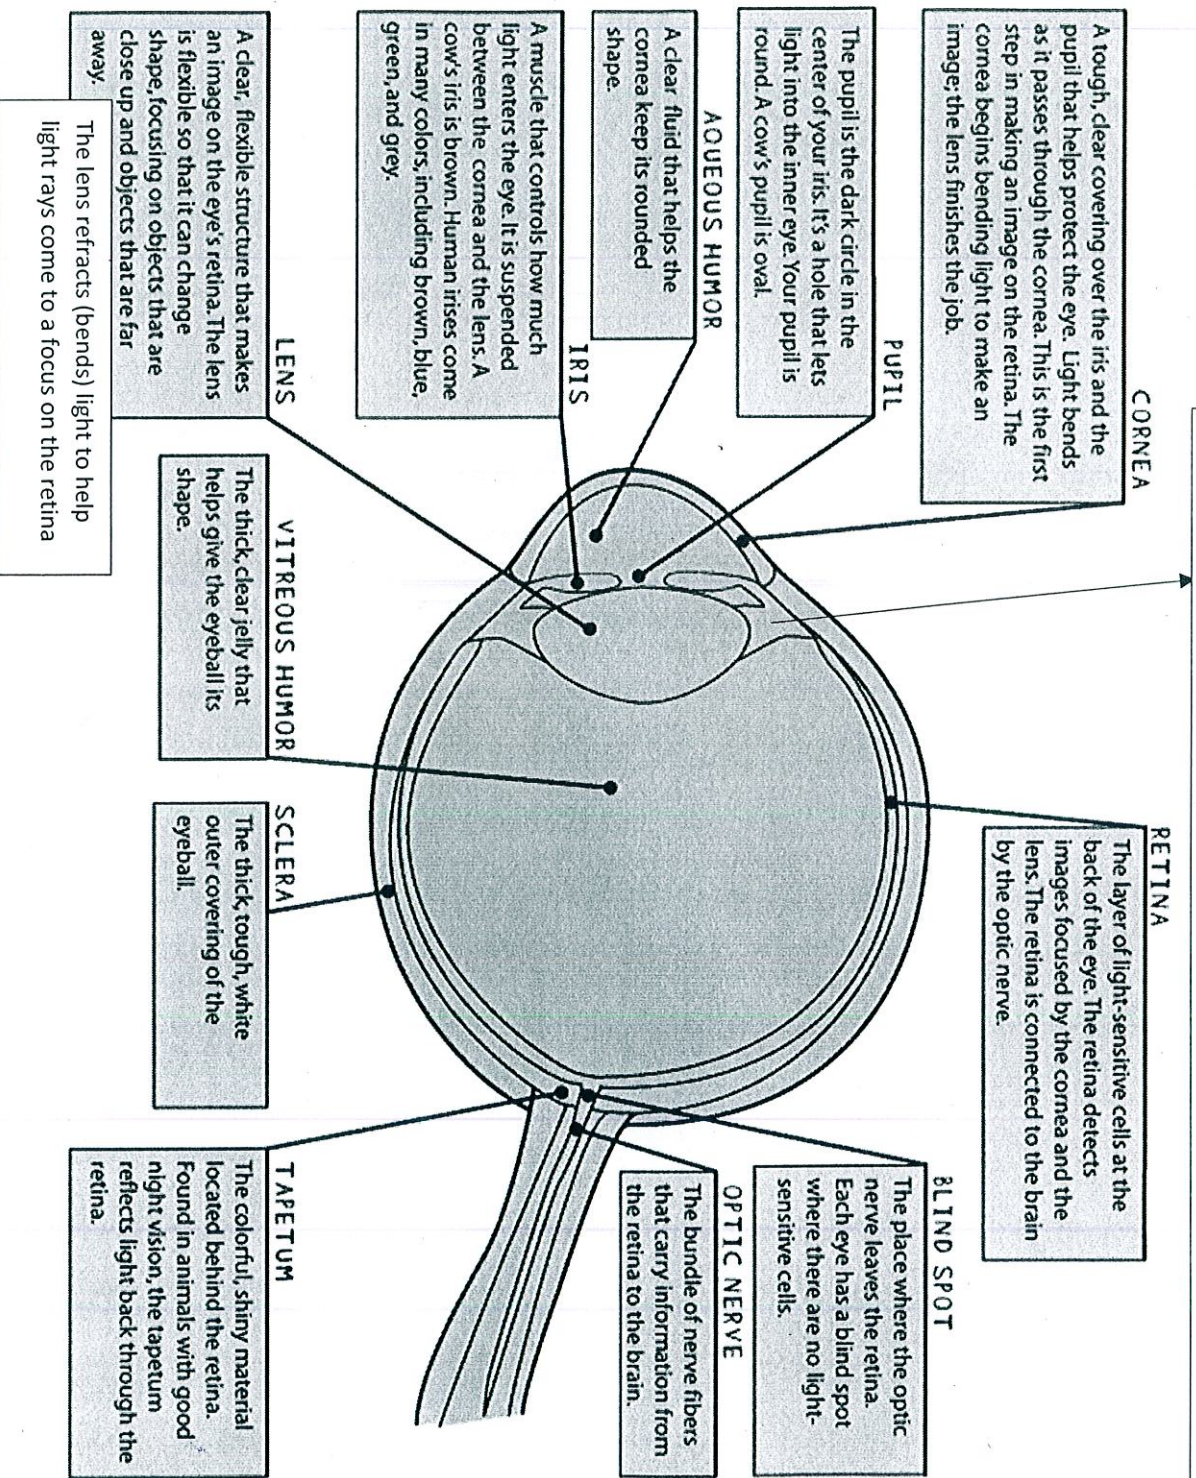 CORNEA
A tough, clear covering over the iris and the
pupil that helps protect the eye. Light bends
as it passes through the cornea. This is the first
step in making an image on the retina. The
cornea begins bending light to make an
image; the lens finishes the job.
PUPIL
The pupil is the dark circle in the
center of your iris. It's a hole that lets
light into the inner eye. Your pupil is
round. A cow's pupil is oval.
AQUEOUS HUMOR
A clear fluid that helps the
cornea keep its rounded
shape.
IRIS
A muscle that controls how much
light enters the eye. It is suspended
between the cornea and the lens. A
cow's iris is brown. Human irises come
in many colors, including brown, blue,
green, and grey.
LENS
A clear, flexible structure that makes
an image on the eye's retina. The lens
is flexible so that it can change
shape, focusing on objects that are
close up and objects that are far
away.
The lens refracts (bends) light to help
light rays come to a focus on the retina
VITREOUS HUMOR
The thick, clear jelly that
helps give the eyeball its
shape.
SCLERA
The thick, tough, white
outer covering of the
eyeball.
RETINA
The layer of light-sensitive cells at the
back of the eye. The retina detects
images focused by the cornea and the
lens. The retina is connected to the brain
by the optic nerve.
BLIND SPOT
The place where the optic
nerve leaves the retina.
Each eye has a blind spot
where there are no light-
sensitive cells.
OPTIC NERVE
The bundle of nerve fibers
that carry information from
the retina to the brain.
TAPETUM
The colorful, shiny material
located behind the retina.
Found in animals with good
night vision, the tapetum
reflects light back through the
retina.